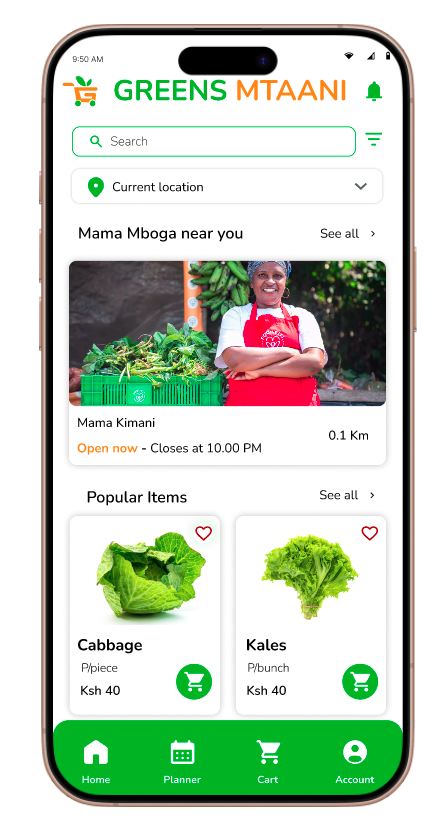 9:50 AM
GREENS MTAANI
Search
Current location
Mama Mboga near you
See all
Mama Kimani
0.1 Km
Open now - Closes at 10.00 PM
Popular Items
See all
Cabbage
P/piece
Ksh 40
Kales
P/bunch
Ksh 40
Home
Planner
Cart
Account